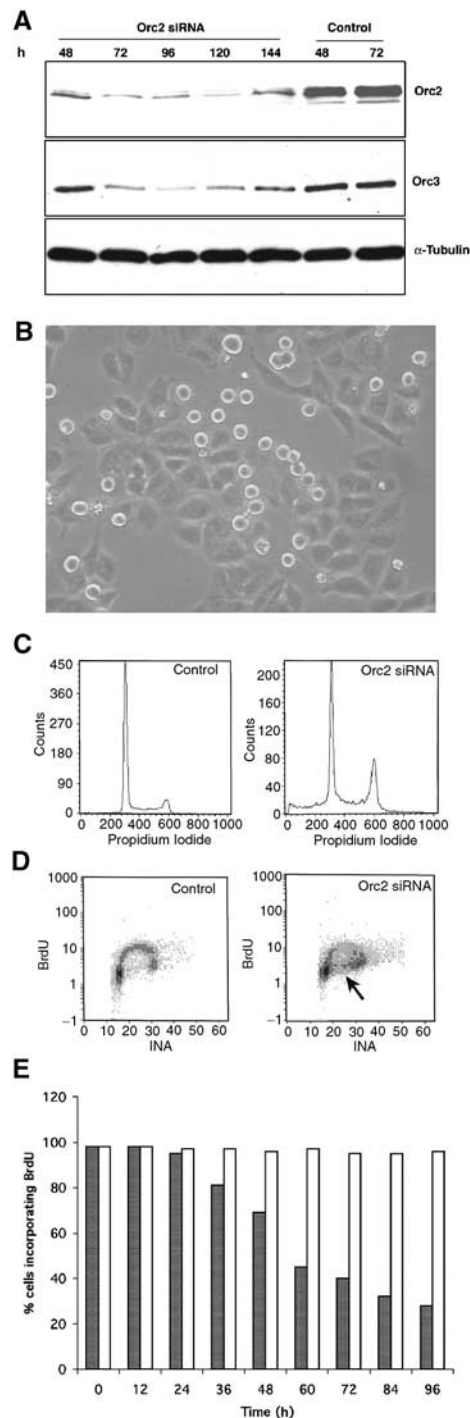 A
Orc2 siRNA Control
h 48 72 96 120 144 48 72
Orc2
Orc3
α-Tubulin
B
C
Control
Counts
450
360
270
180
90
0
0 200 400 600 800 1000
Propidium Iodide
Orc2 siRNA
Counts
200
160
120
80
40
0
0 200 400 600 800 1000
Propidium Iodide
D
Control
BrdU
1000
100
10
1
−1
0 10 20 30 40 50 60
INA
Orc2 siRNA
BrdU
1000
100
10
1
−1
0 10 20 30 40 50 60
INA
E
% cells incorporating BrdU
120
100
80
60
40
20
0
0 12 24 36 48 60 72 84 96
Time (h)